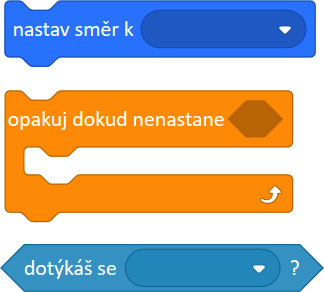 nastav směr k
opakuj dokud nenastane
dotýkáš se ?